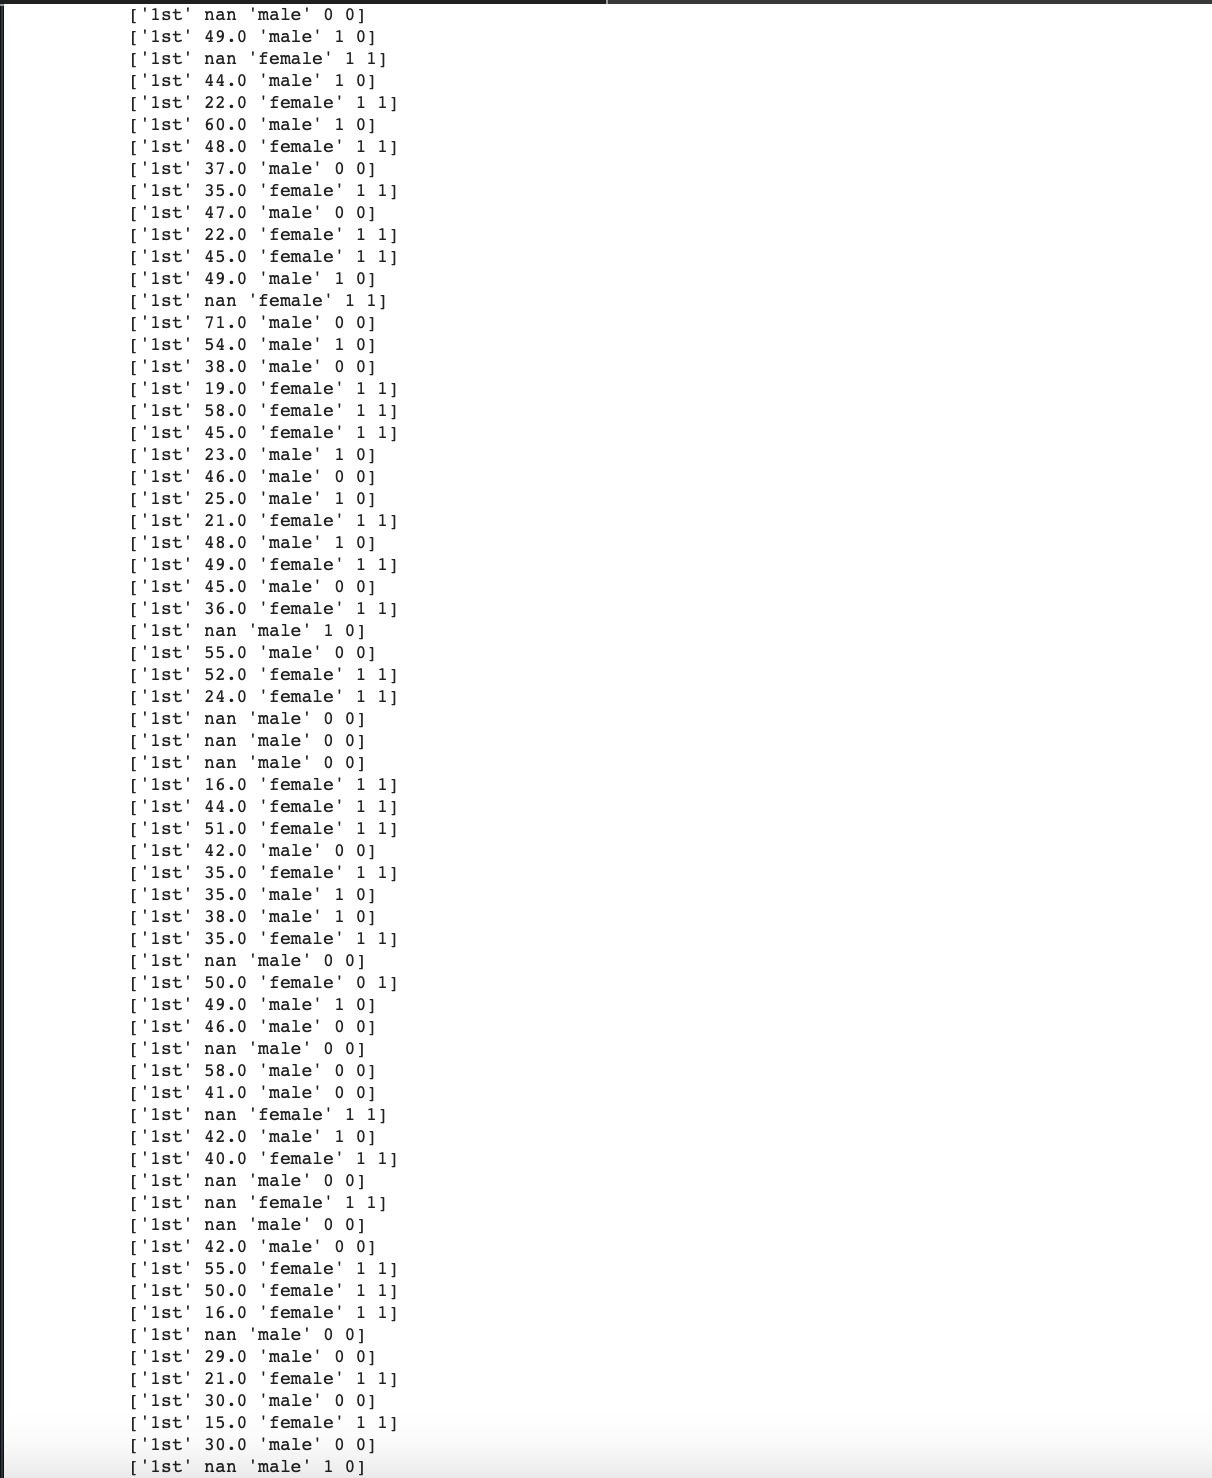 ['1st' nan 'male' 0 0]
['1st' 49.0 'male' 1 0]
['1st' nan 'female' 1 1]
['1st' 44.0 'male' 1 0]
['1st' 22.0 'female' 1 1]
['1st' 60.0 'male' 1 0]
['1st' 48.0 'female' 1 1]
['1st' 37.0 'male' 0 0]
['1st' 35.0 'female' 1 1]
['1st' 47.0 'male' 0 0]
['1st' 22.0 'female' 1 1]
['1st' 45.0 'female' 1 1]
['1st' 49.0 'male' 1 0]
['1st' nan 'female' 1 1]
['1st' 71.0 'male' 0 0]
['1st' 54.0 'male' 1 0]
['1st' 38.0 'male' 0 0]
['1st' 19.0 'female' 1 1]
['1st' 58.0 'female' 1 1]
['1st' 45.0 'female' 1 1]
['1st' 23.0 'male' 1 0]
['1st' 46.0 'male' 0 0]
['1st' 25.0 'male' 1 0]
['1st' 21.0 'female' 1 1]
['1st' 48.0 'male' 1 0]
['1st' 49.0 'female' 1 1]
['1st' 45.0 'male' 0 0]
['1st' 36.0 'female' 1 1]
['1st' nan 'male' 1 0]
['1st' 55.0 'male' 0 0]
['1st' 52.0 'female' 1 1]
['1st' 24.0 'female' 1 1]
['1st' nan 'male' 0 0]
['1st' nan 'male' 0 0]
['1st' nan 'male' 0 0]
['1st' 16.0 'female' 1 1]
['1st' 44.0 'female' 1 1]
['1st' 51.0 'female' 1 1]
['1st' 42.0 'male' 0 0]
['1st' 35.0 'female' 1 1]
['1st' 35.0 'male' 1 0]
['1st' 38.0 'male' 1 0]
['1st' 35.0 'female' 1 1]
['1st' nan 'male' 0 0]
['1st' 50.0 'female' 0 1]
['1st' 49.0 'male' 1 0]
['1st' 46.0 'male' 0 0]
['1st' nan 'male' 0 0]
['1st' 58.0 'male' 0 0]
['1st' 41.0 'male' 0 0]
['1st' nan 'female' 1 1]
['1st' 42.0 'male' 1 0]
['1st' 40.0 'female' 1 1]
['1st' nan 'male' 0 0]
['1st' nan 'female' 1 1]
['1st' nan 'male' 0 0]
['1st' 42.0 'male' 0 0]
['1st' 55.0 'female' 1 1]
['1st' 50.0 'female' 1 1]
['1st' 16.0 'female' 1 1]
['1st' nan 'male' 0 0]
['1st' 29.0 'male' 0 0]
['1st' 21.0 'female' 1 1]
['1st' 30.0 'male' 0 0]
['1st' 15.0 'female' 1 1]
['1st' 30.0 'male' 0 0]
['1st' nan 'male' 1 0]